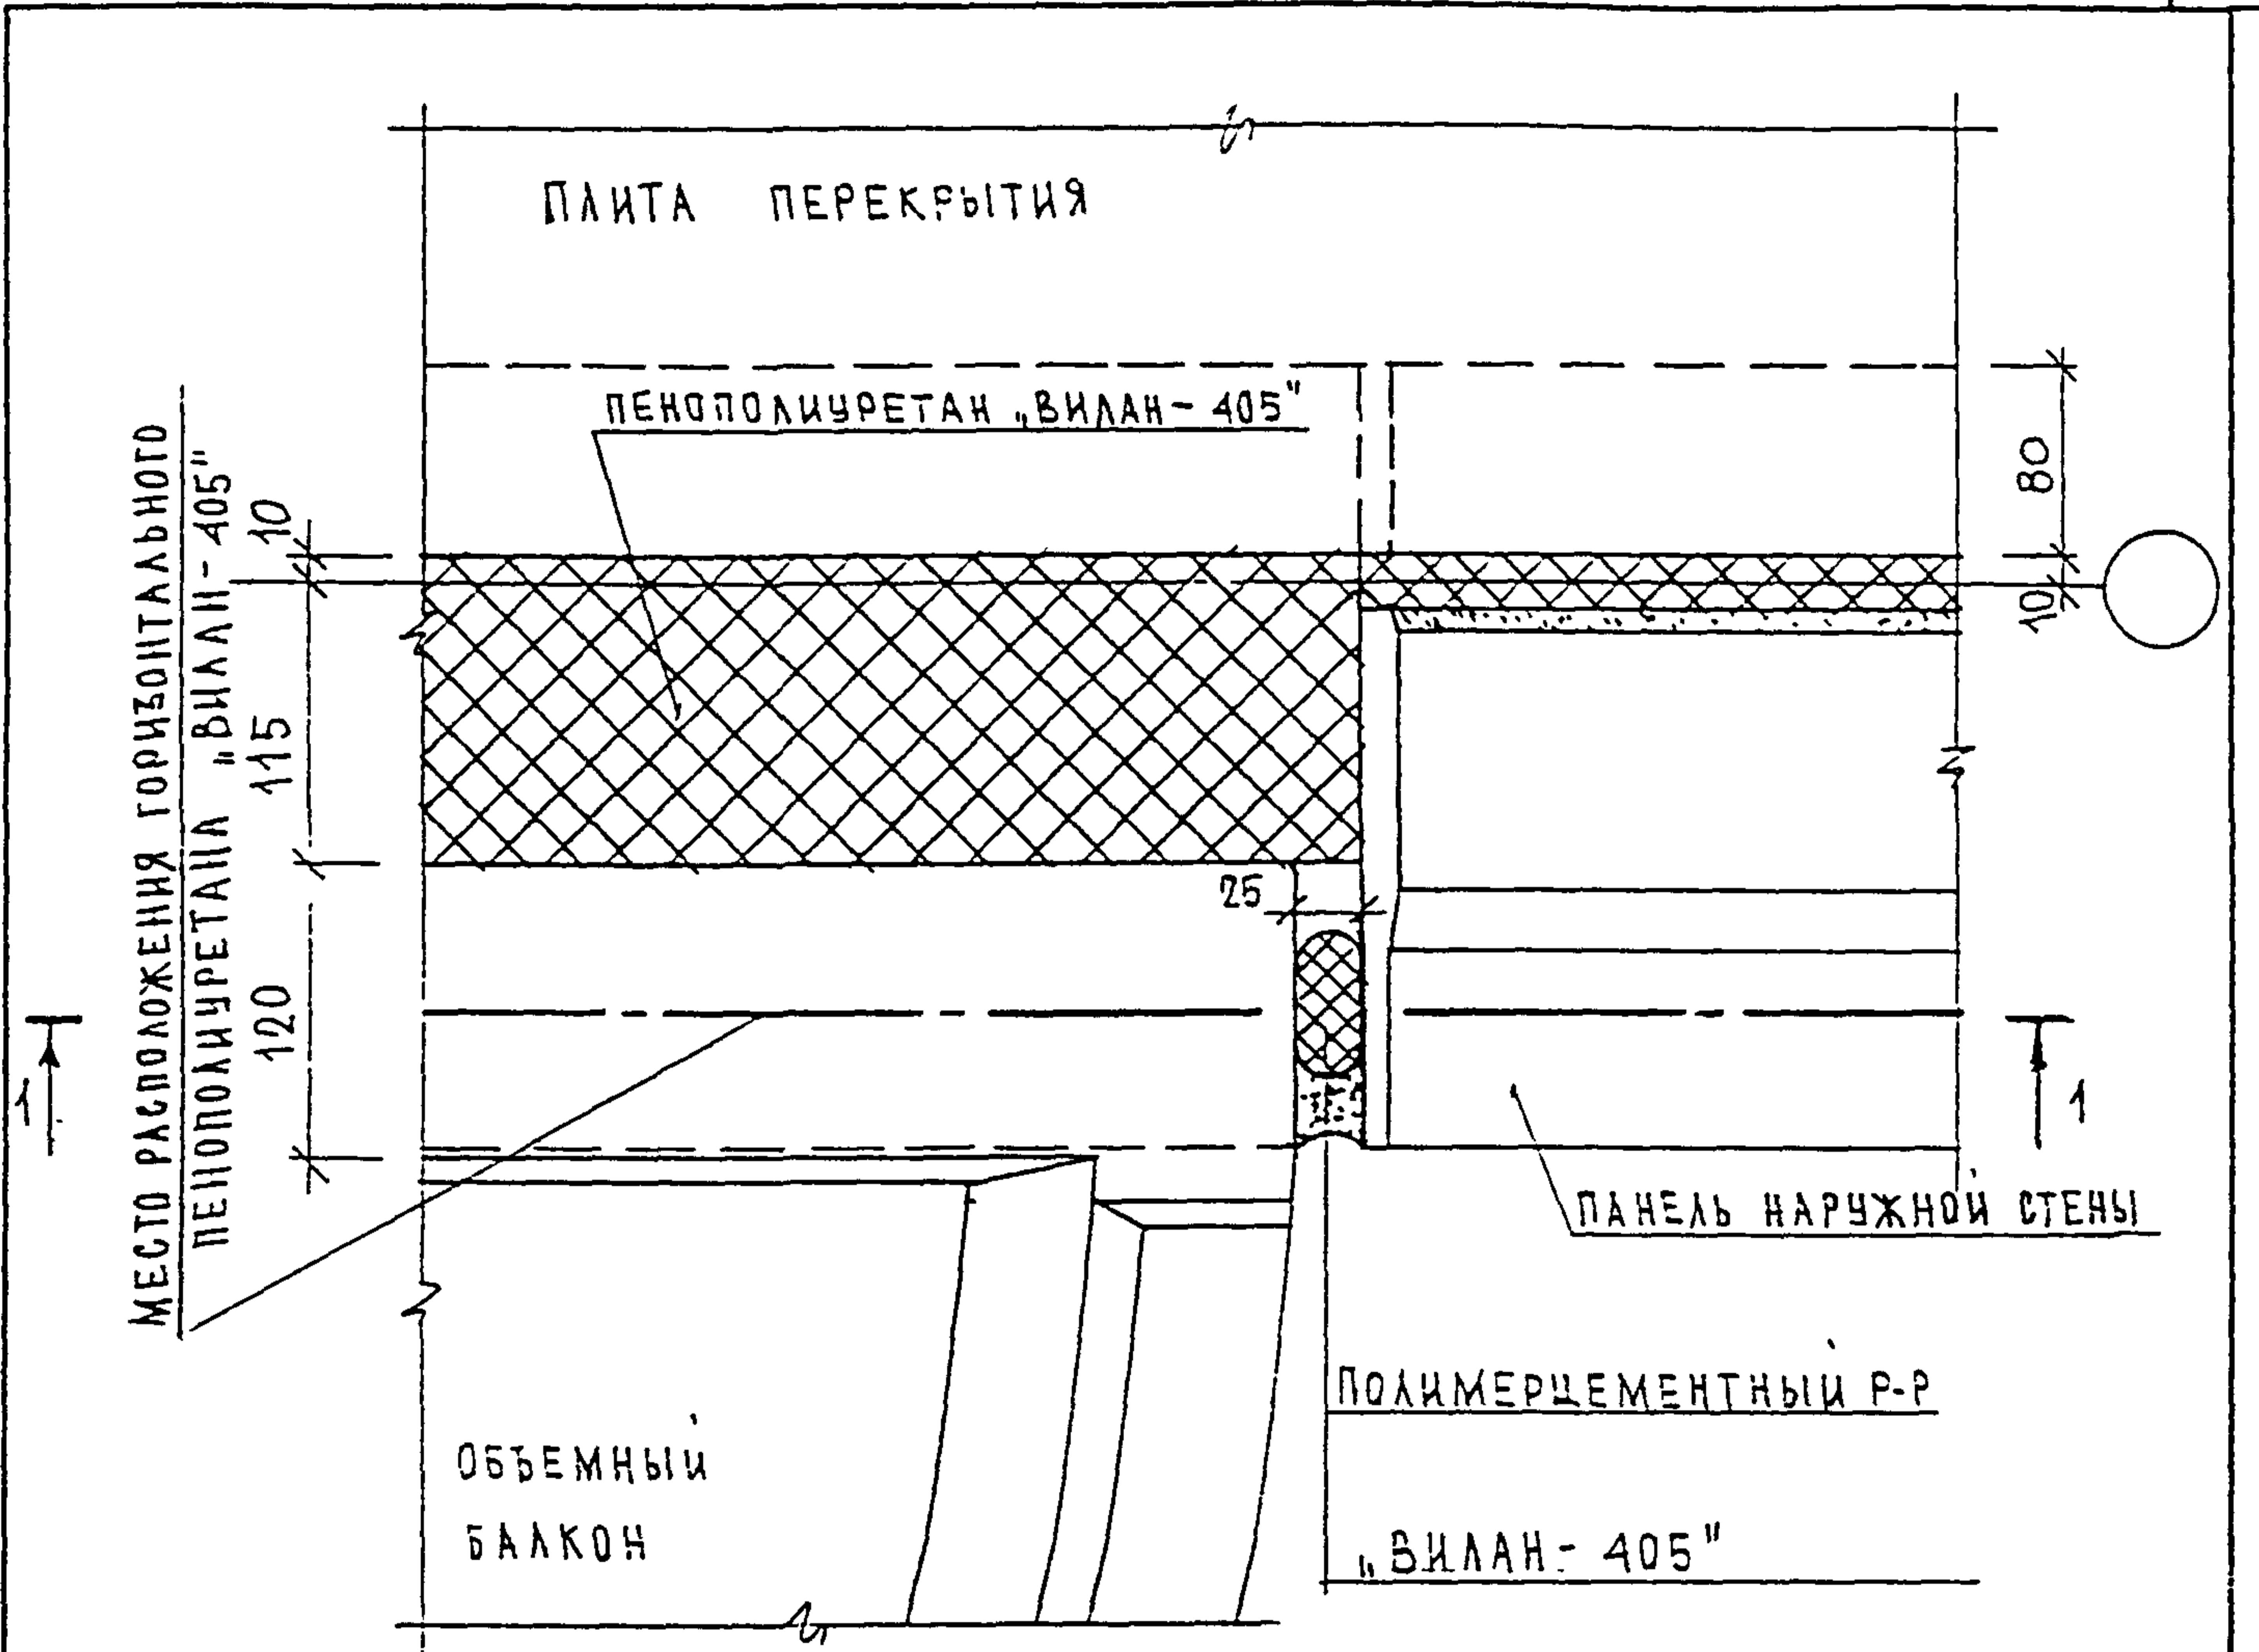 ПЛИТА ПЕРЕКРЫТИЯ
ПЕНОПОЛИУРЕТАН „ВИЛАН - 405"
МЕСТО РАСПОЛОЖЕНИЯ ГОРИЗОНТАЛЬНОГО
ПЕНОПОЛИУРЕТАНА „ВИЛАН - 405"
10
115
120
80
10
25
1
1
ПАНЕЛЬ НАРУЖНОЙ СТЕНЫ
ПОЛИМЕРЦЕМЕНТНЫЙ Р-Р
„ВИЛАН - 405"
ОБЪЕМНЫЙ
БАЛКОН